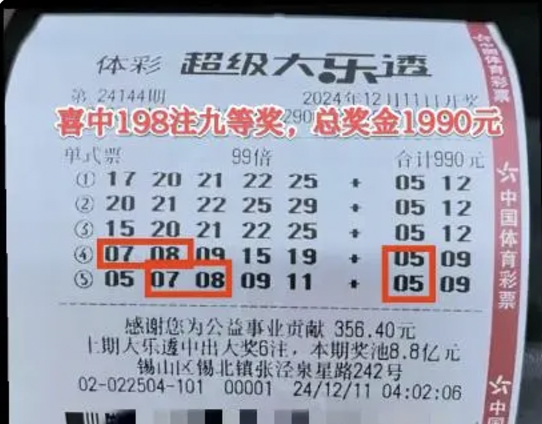 体彩 超级大乐透
第 24144期 2024年12月11日开奖
喜中198注九等奖，总奖金1990元
单式票 99倍 合计990元
① 17 20 21 22 25 + 05 12
② 20 21 22 25 29 + 05 12
③ 15 20 21 22 25 + 05 12
④ 07 08 09 15 19 + 05 09
⑤ 05 07 08 09 11 + 05 09
感谢您为公益事业贡献 356.40元
上期大乐透中出大奖6注，本期奖池8.8亿元
锡山区锡北镇张泾泉星路242号
02-022504-101 00001 24/12/11 04:02:06
中国体育彩票
中国体育彩票